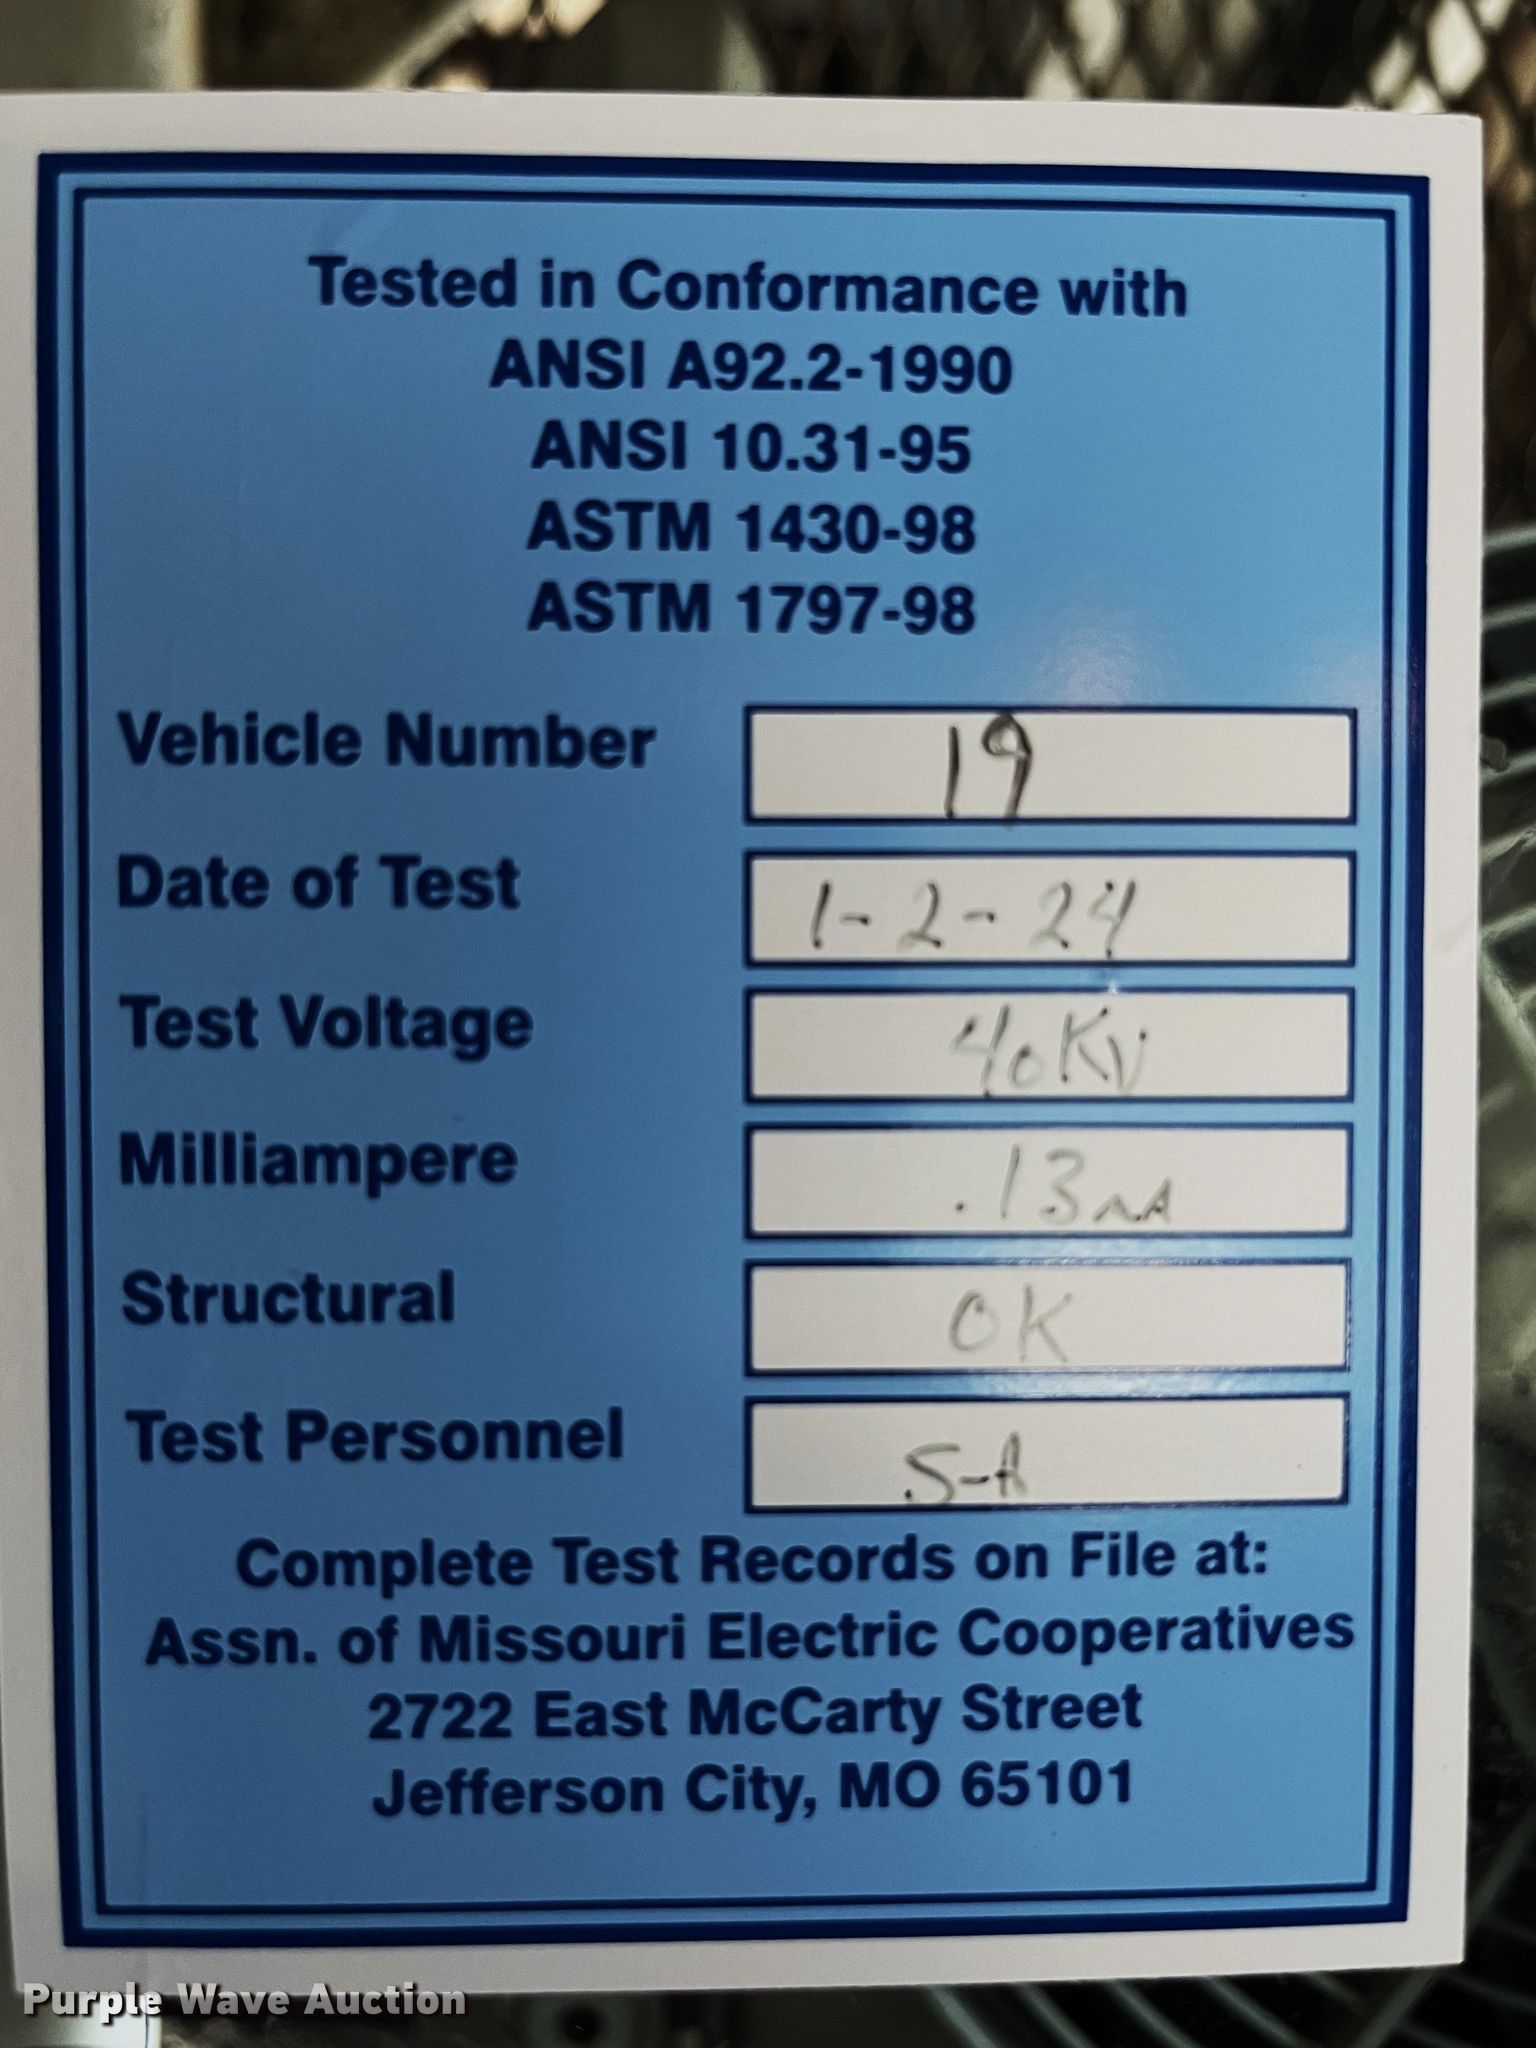 Tested in Conformance with
ANSI A92.2-1990
ANSI 10.31-95
ASTM 1430-98
ASTM 1797-98
Vehicle Number 19
Date of Test 1-2-24
Test Voltage 40KV
Milliampere .13mA
Structural OK
Test Personnel S-A
Complete Test Records on File at:
Assn. of Missouri Electric Cooperatives
2722 East McCarty Street
Jefferson City, MO 65101
Purple Wave Auction